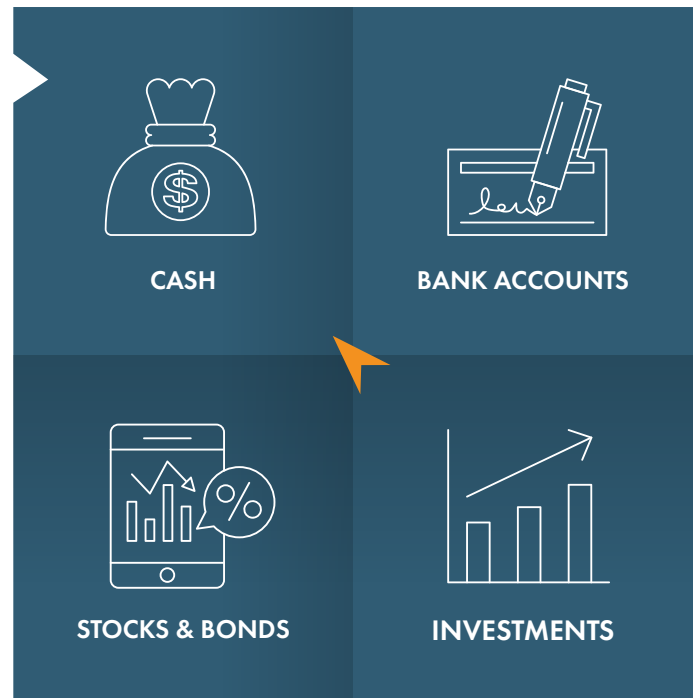 $
CASH
BANK ACCOUNTS
%
STOCKS & BONDS
INVESTMENTS